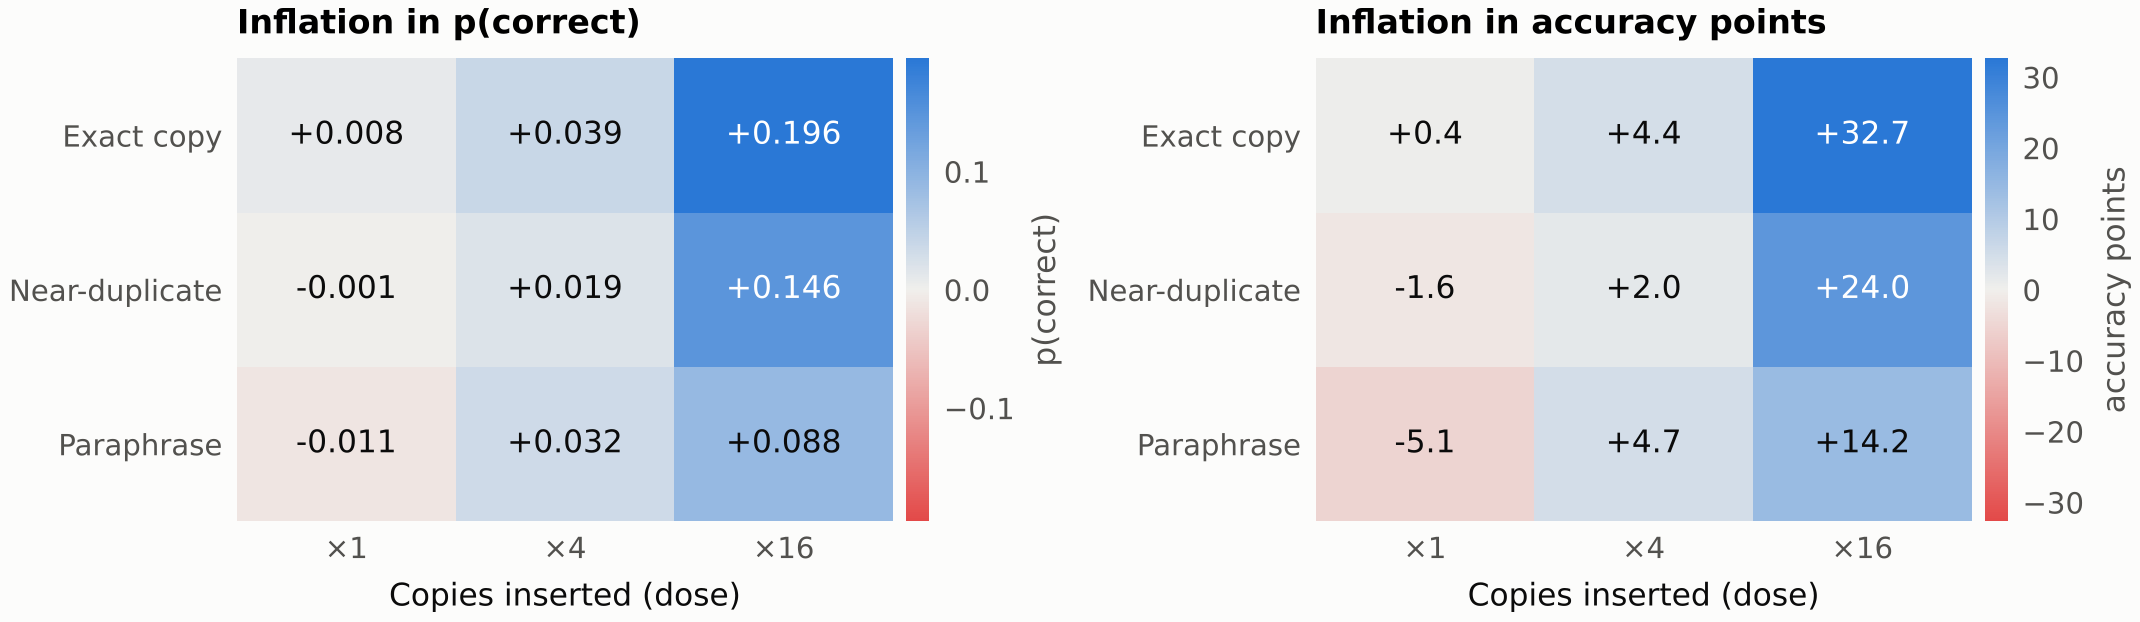 Inflation in p(correct)
Exact copy
+0.008 +0.039 +0.196
Near-duplicate
-0.001 +0.019 +0.146
Paraphrase
-0.011 +0.032 +0.088
×1 ×4 ×16
Copies inserted (dose)
0.1
0.0
−0.1
p(correct)
Inflation in accuracy points
Exact copy
+0.4 +4.4 +32.7
Near-duplicate
-1.6 +2.0 +24.0
Paraphrase
-5.1 +4.7 +14.2
×1 ×4 ×16
Copies inserted (dose)
30
20
10
0
−10
−20
−30
accuracy points